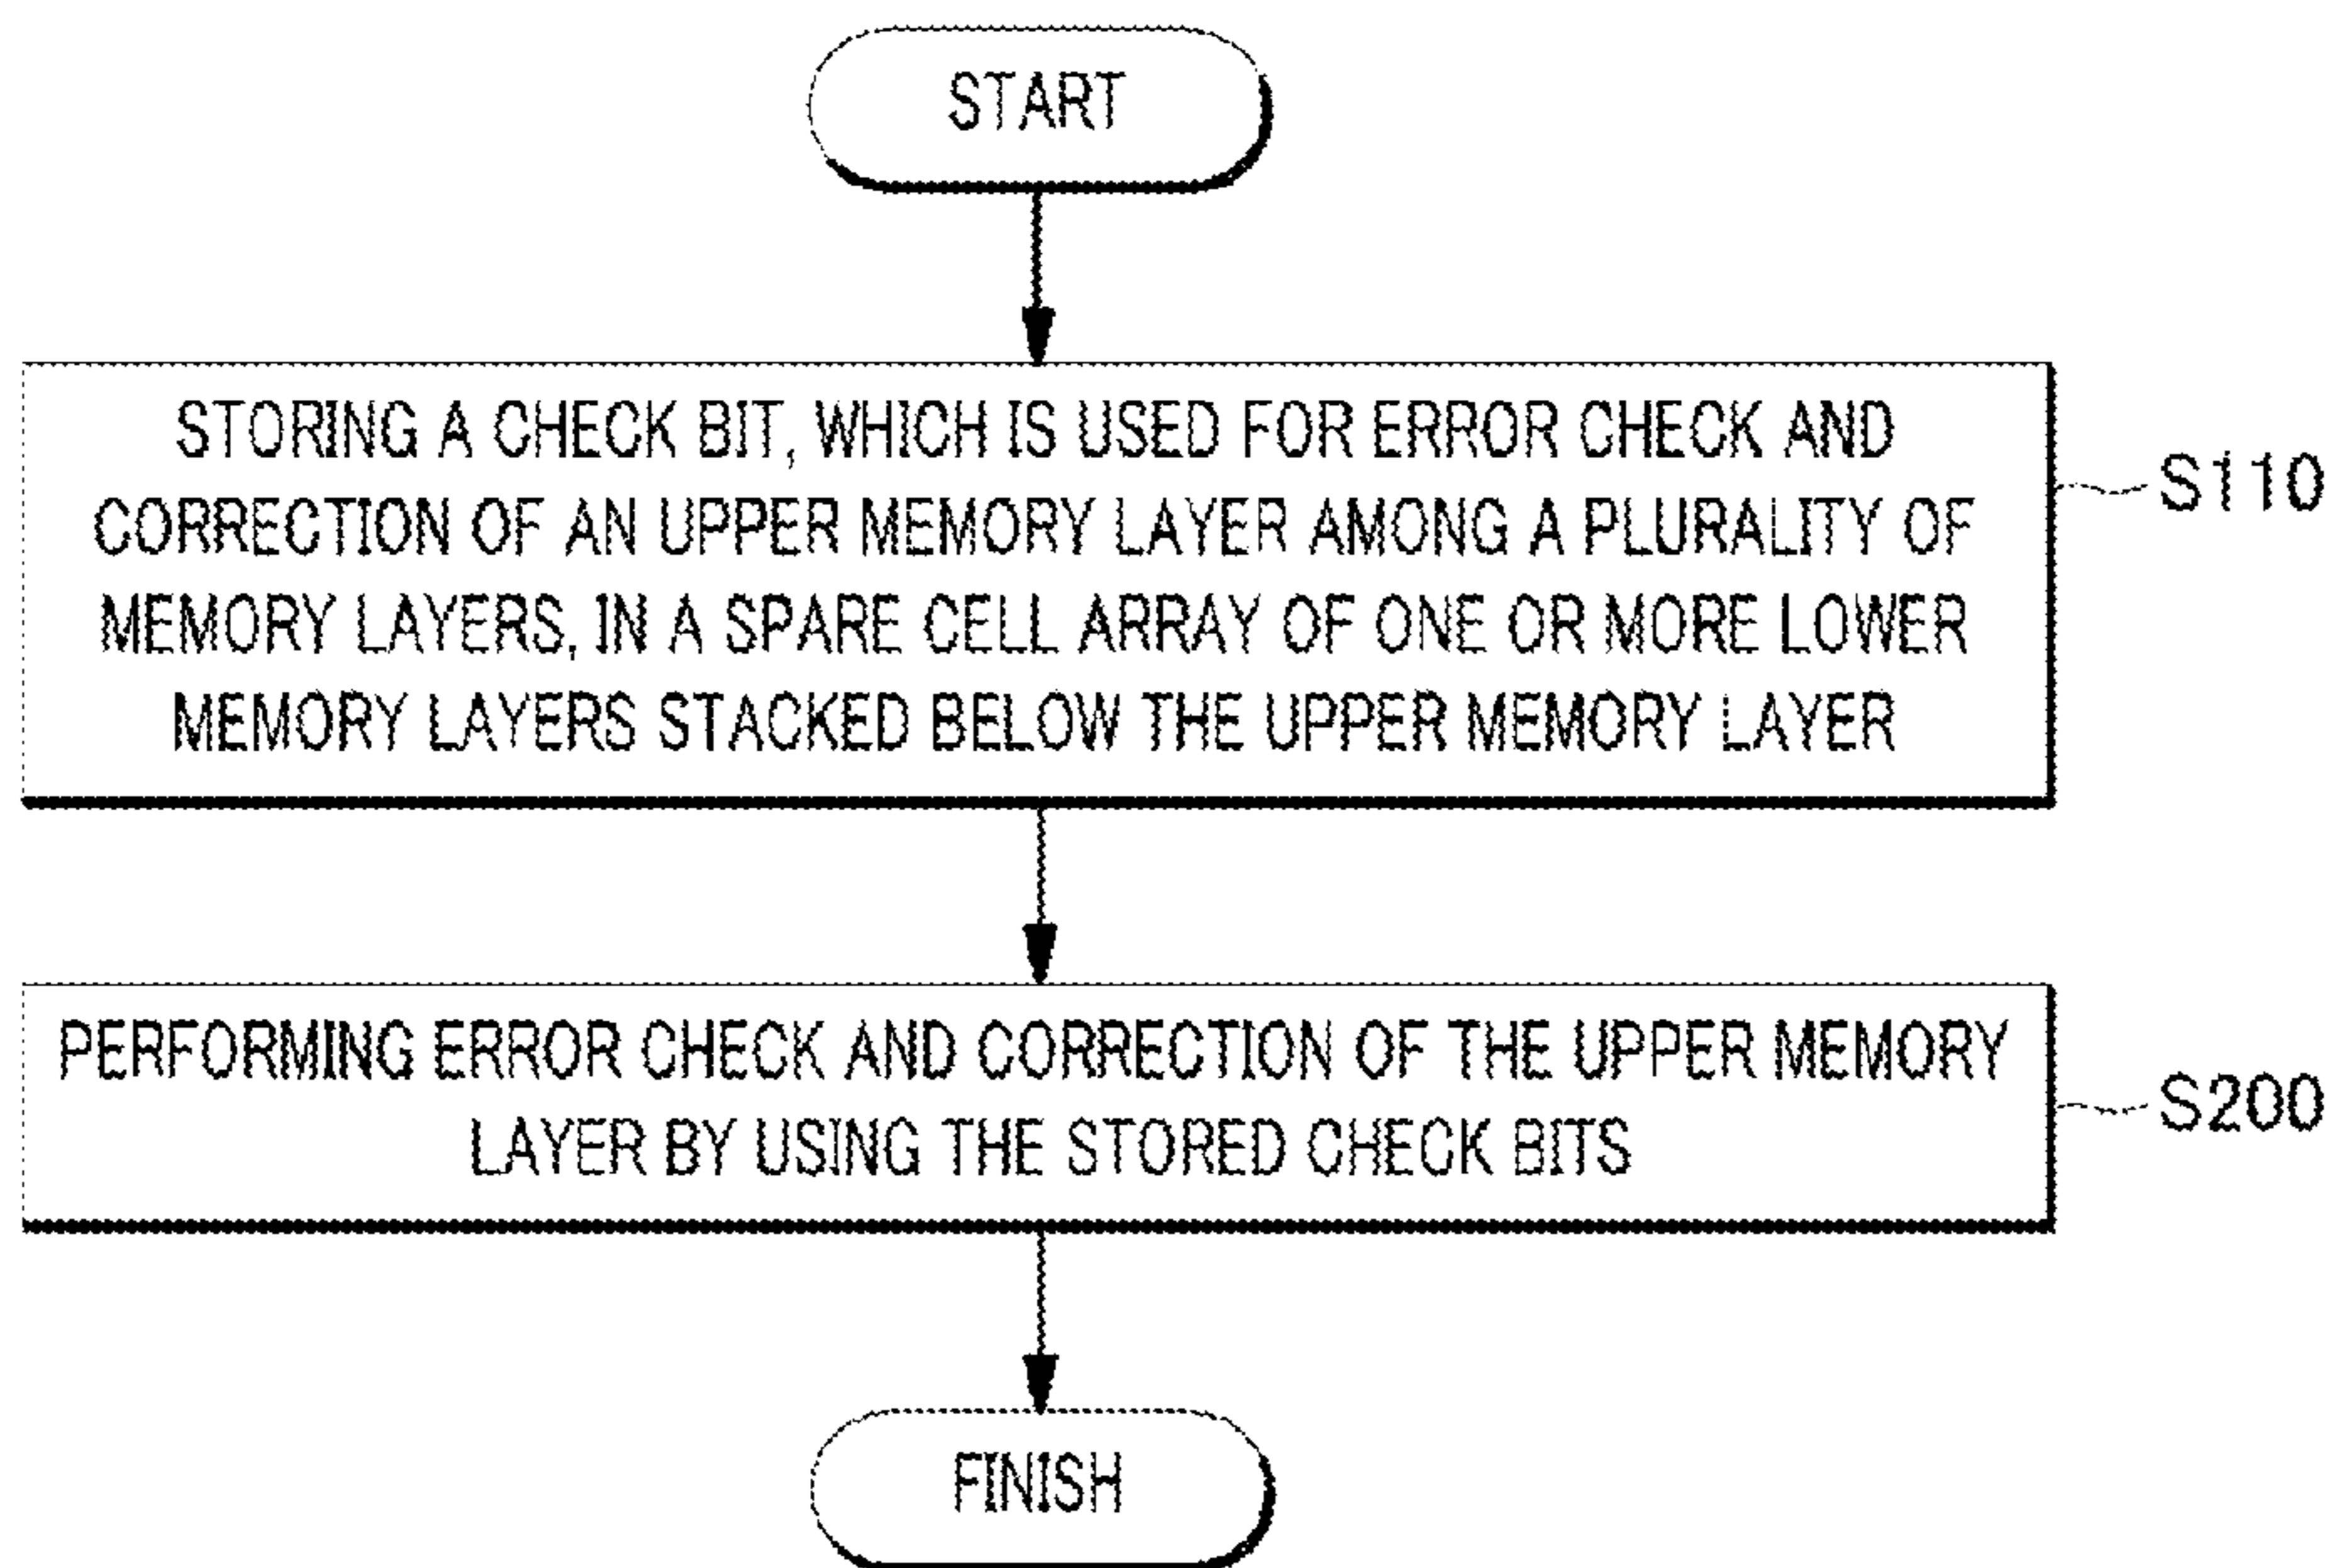 START
STORING A CHECK BIT, WHICH IS USED FOR ERROR CHECK AND
CORRECTION OF AN UPPER MEMORY LAYER AMONG A PLURALITY OF
MEMORY LAYERS, IN A SPARE CELL ARRAY OF ONE OR MORE LOWER
MEMORY LAYERS STACKED BELOW THE UPPER MEMORY LAYER
S110
PERFORMING ERROR CHECK AND CORRECTION OF THE UPPER MEMORY
LAYER BY USING THE STORED CHECK BITS
S200
FINISH